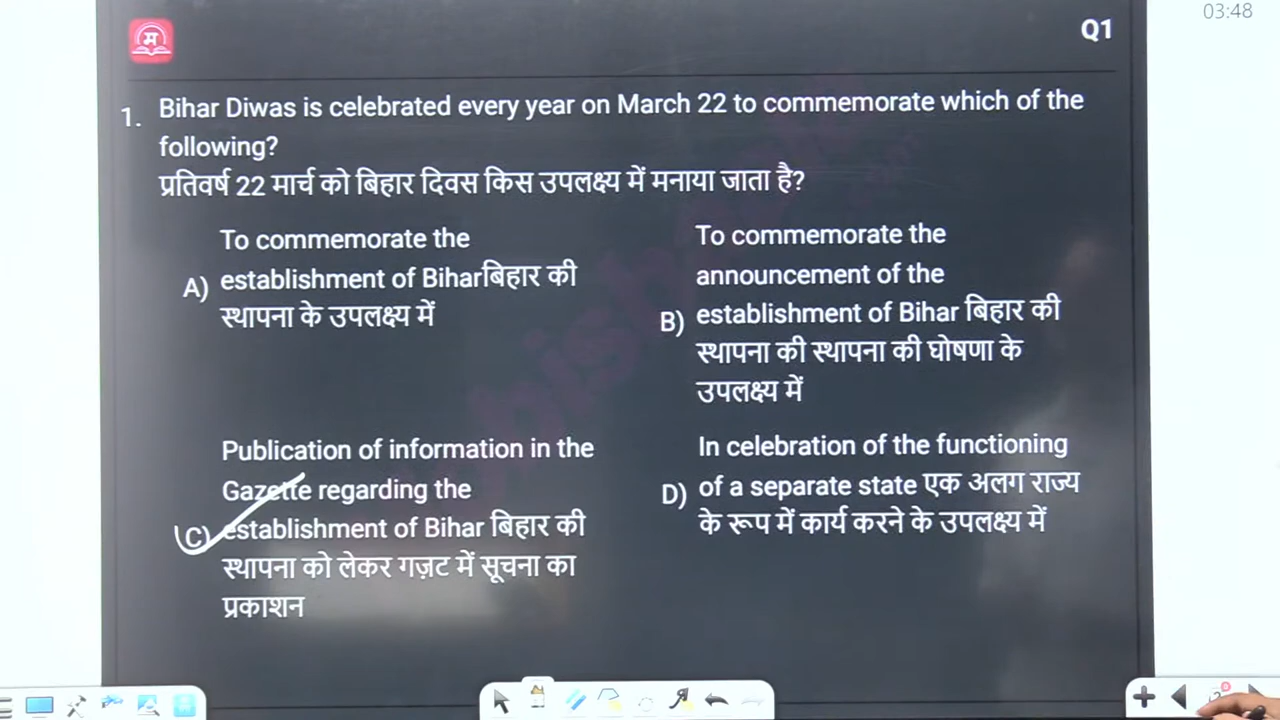 03:48
म
Q1
1. Bihar Diwas is celebrated every year on March 22 to commemorate which of the
following?
प्रतिवर्ष 22 मार्च को बिहार दिवस किस उपलक्ष्य में मनाया जाता है?
To commemorate the
A) establishment of Biharबिहार की
स्थापना के उपलक्ष्य में
To commemorate the
announcement of the
B) establishment of Bihar बिहार की
स्थापना की स्थापना की घोषणा के
उपलक्ष्य में
Publication of information in the
Gazette regarding the
C) establishment of Bihar बिहार की
स्थापना को लेकर गज़ट में सूचना का
प्रकाशन
In celebration of the functioning
D) of a separate state एक अलग राज्य
के रूप में कार्य करने के उपलक्ष्य में